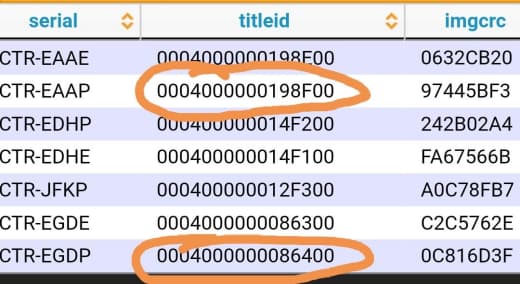 serial titleid imgcrc
CTR-EAAE 0004000000198E00 0632CB20
CTR-EAAP 0004000000198F00 97445BF3
CTR-EDHP 000400000014F200 242B02A4
CTR-EDHE 000400000014F100 FA67566B
CTR-JFKP 000400000012F300 A0C78FB7
CTR-EGDE 0004000000086300 C2C5762E
CTR-EGDP 0004000000086400 0C816D3F